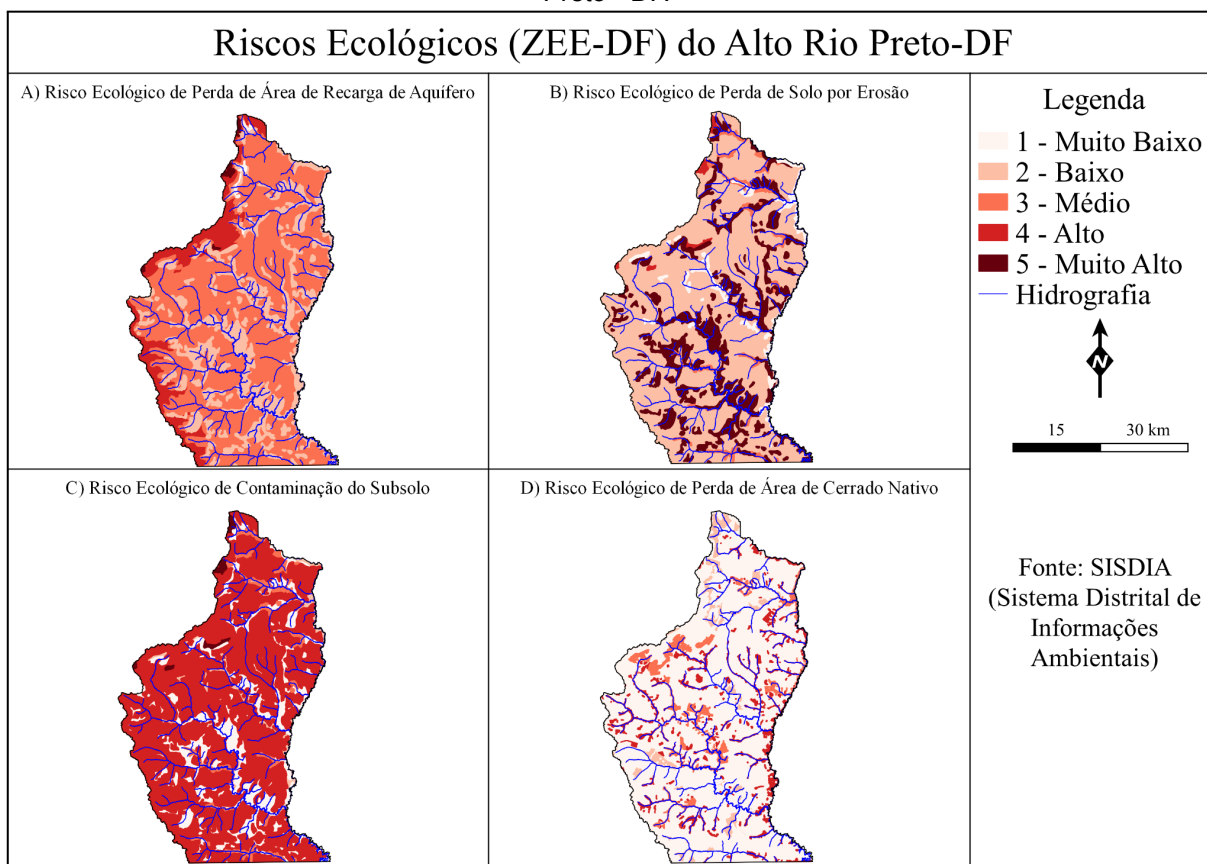 Riscos Ecológicos (ZEE-DF) do Alto Rio Preto-DF
A) Risco Ecológico de Perda de Área de Recarga de Aquífero
B) Risco Ecológico de Perda de Solo por Erosão
C) Risco Ecológico de Contaminação do Subsolo
D) Risco Ecológico de Perda de Área de Cerrado Nativo
Legenda
1 - Muito Baixo
2 - Baixo
3 - Médio
4 - Alto
5 - Muito Alto
Hidrografia
N
15 30 km
Fonte: SISDIA
(Sistema Distrital de
Informações
Ambientais)